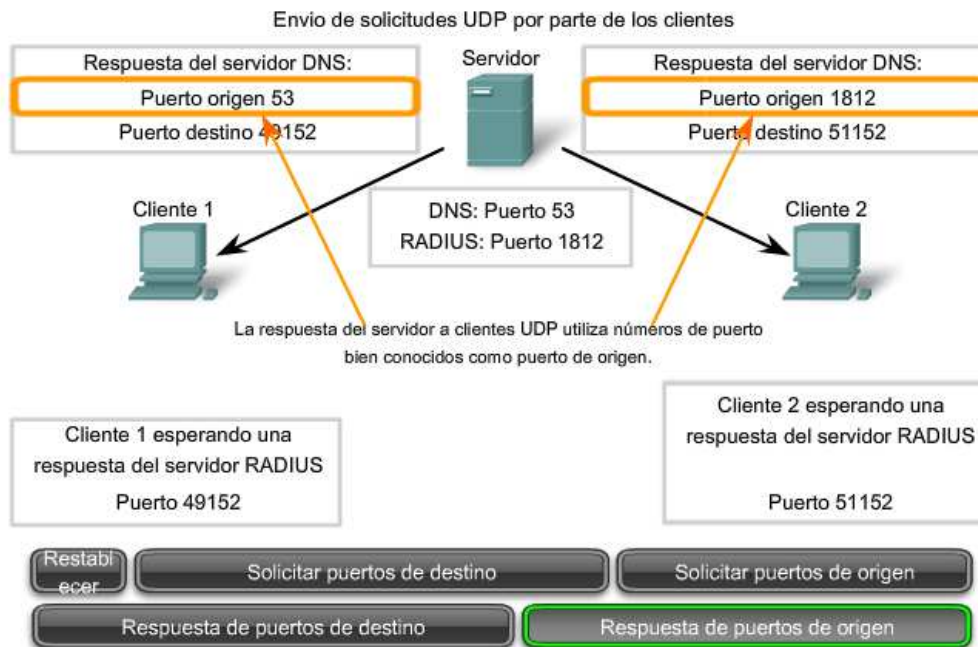 Envio de solicitudes UDP por parte de los clientes
Respuesta del servidor DNS:
Puerto origen 53
Puerto destino 49152
Servidor
Respuesta del servidor DNS:
Puerto origen 1812
Puerto destino 51152
Cliente 1
DNS: Puerto 53
RADIUS: Puerto 1812
Cliente 2
La respuesta del servidor a clientes UDP utiliza números de puerto
bien conocidos como puerto de origen.
Cliente 1 esperando una
respuesta del servidor RADIUS
Puerto 49152
Cliente 2 esperando una
respuesta del servidor RADIUS
Puerto 51152
Restabl
ecer
Solicitar puertos de destino
Solicitar puertos de origen
Respuesta de puertos de destino
Respuesta de puertos de origen